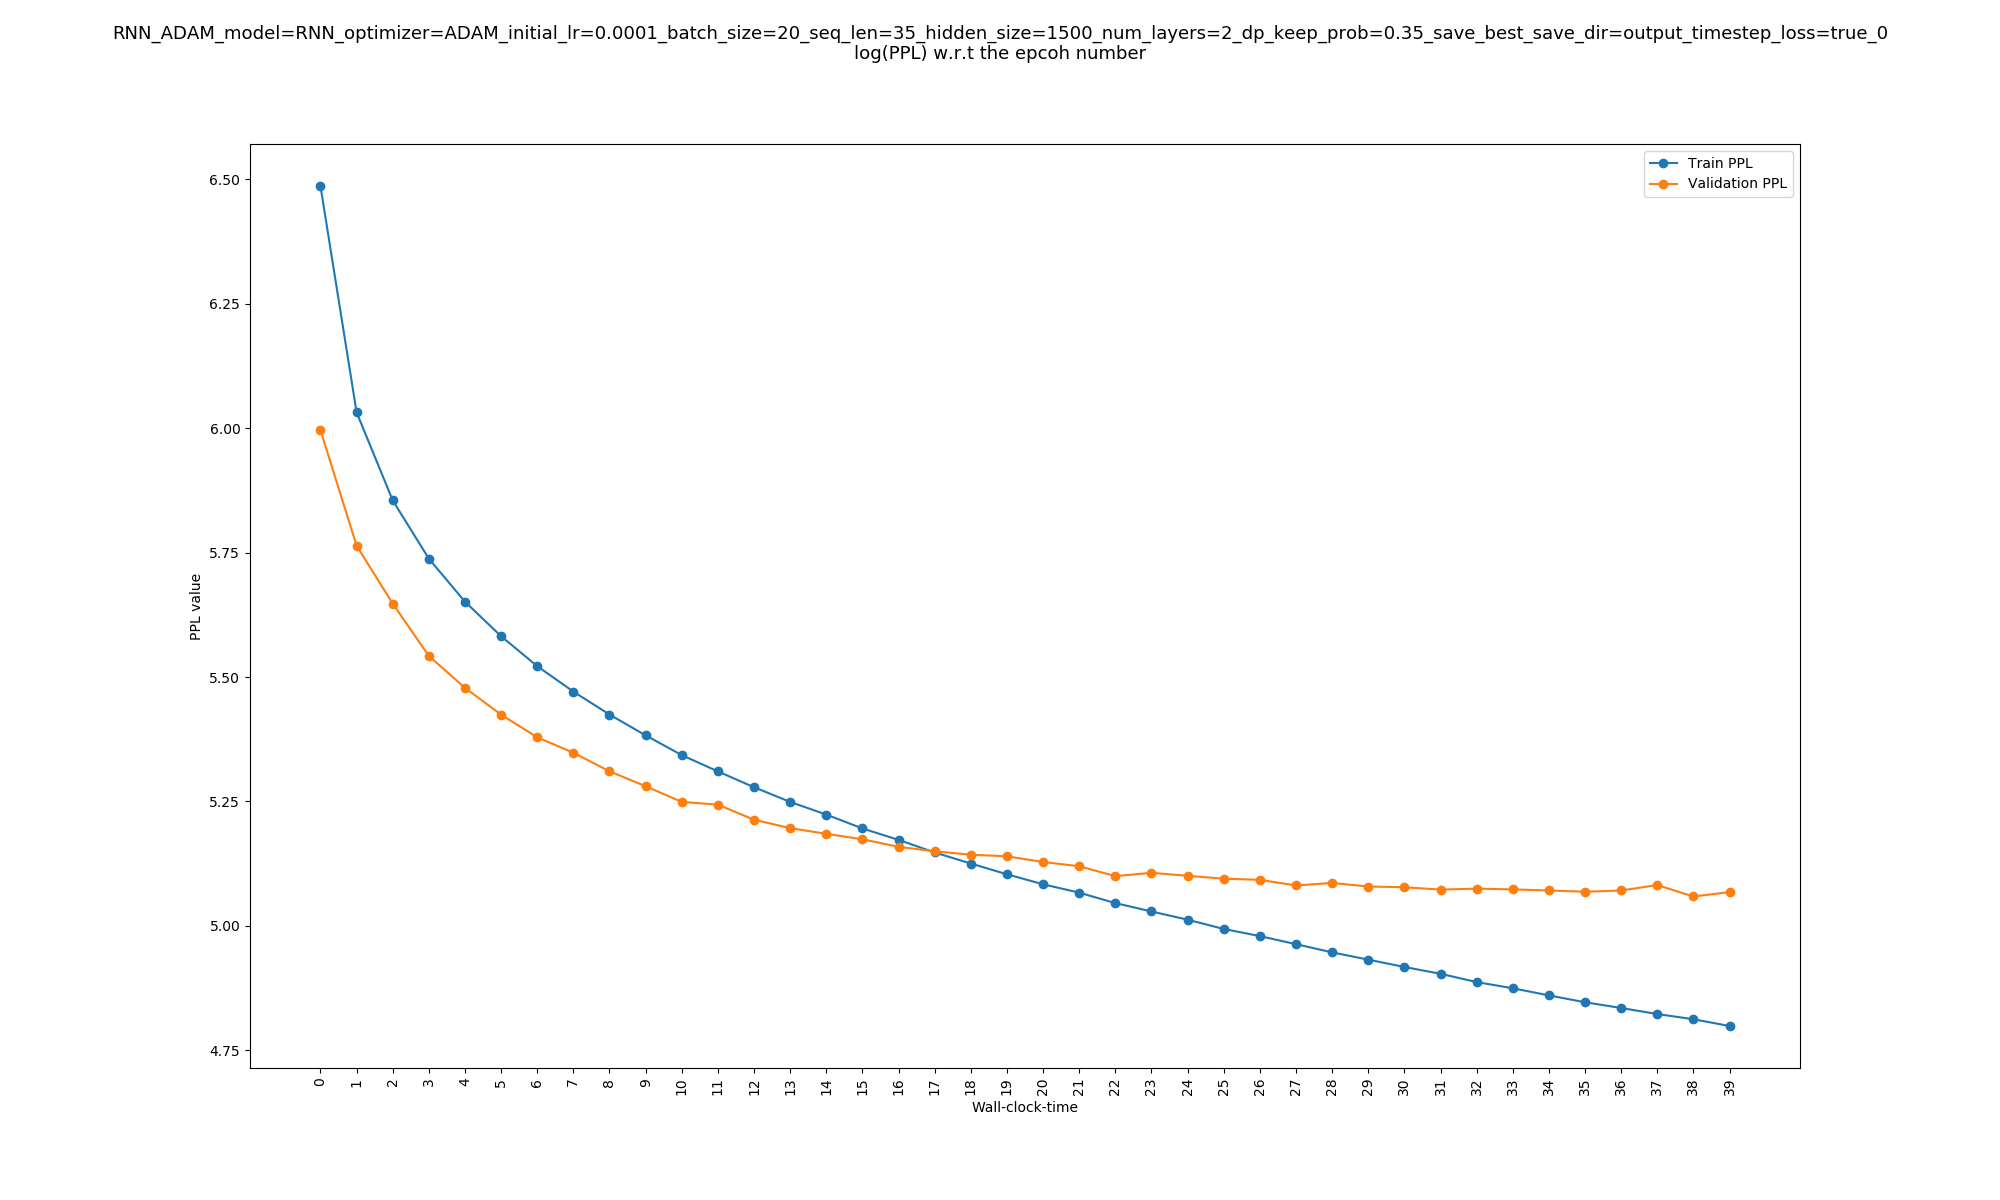 RNN_ADAM_model=RNN_optimizer=ADAM_initial_lr=0.0001_batch_size=20_seq_len=35_hidden_size=1500_num_layers=2_dp_keep_prob=0.35_save_best_save_dir=output_timestep_loss=true_0
log(PPL) w.r.t the epcoh number
Train PPL
Validation PPL
6.50
6.25
6.00
5.75
5.50
5.25
5.00
4.75
PPL value
0 1 2 3 4 5 6 7 8 9 10 11 12 13 14 15 16 17 18 19 20 21 22 23 24 25 26 27 28 29 30 31 32 33 34 35 36 37 38 39
Wall-clock-time